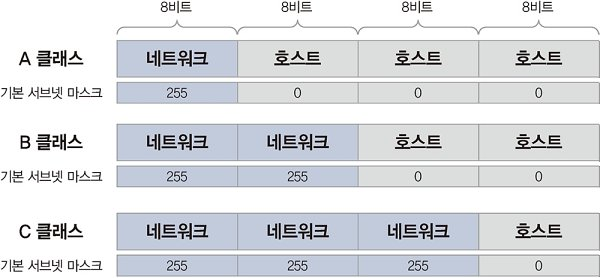 8비트 8비트 8비트 8비트
A 클래스 네트워크 호스트 호스트 호스트
기본 서브넷 마스크 255 0 0 0
B 클래스 네트워크 네트워크 호스트 호스트
기본 서브넷 마스크 255 255 0 0
C 클래스 네트워크 네트워크 네트워크 호스트
기본 서브넷 마스크 255 255 255 0